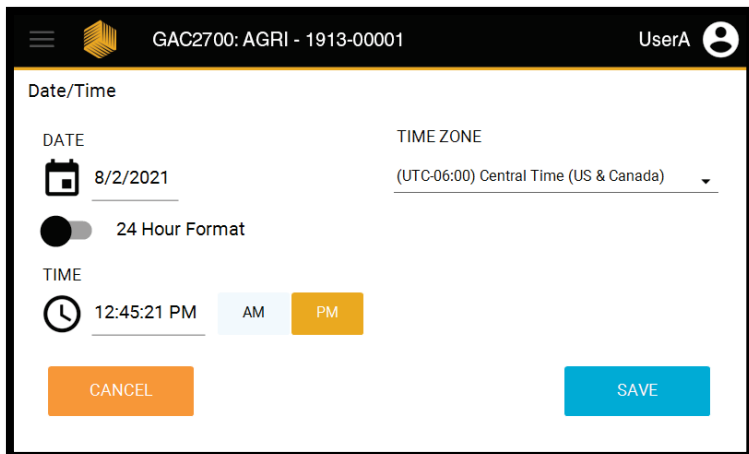 GAC2700: AGRI - 1913-00001 UserA
Date/Time
DATE
8/2/2021
24 Hour Format
TIME
12:45:21 PM AM PM
TIME ZONE
(UTC-06:00) Central Time (US & Canada)
CANCEL SAVE